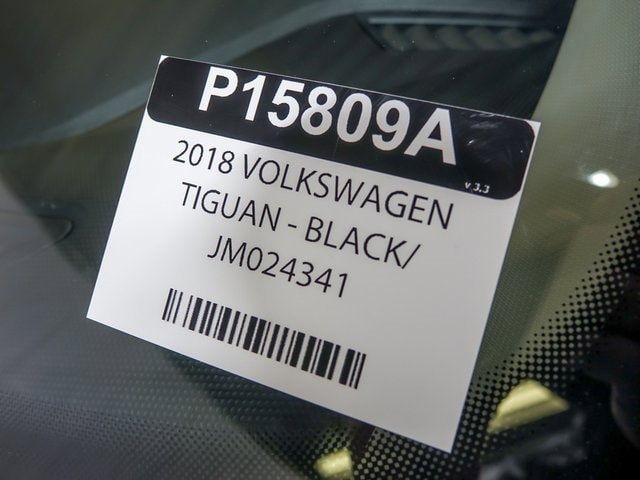 P15809A
v 3.3
2018 VOLKSWAGEN
TIGUAN - BLACK/
JM024341